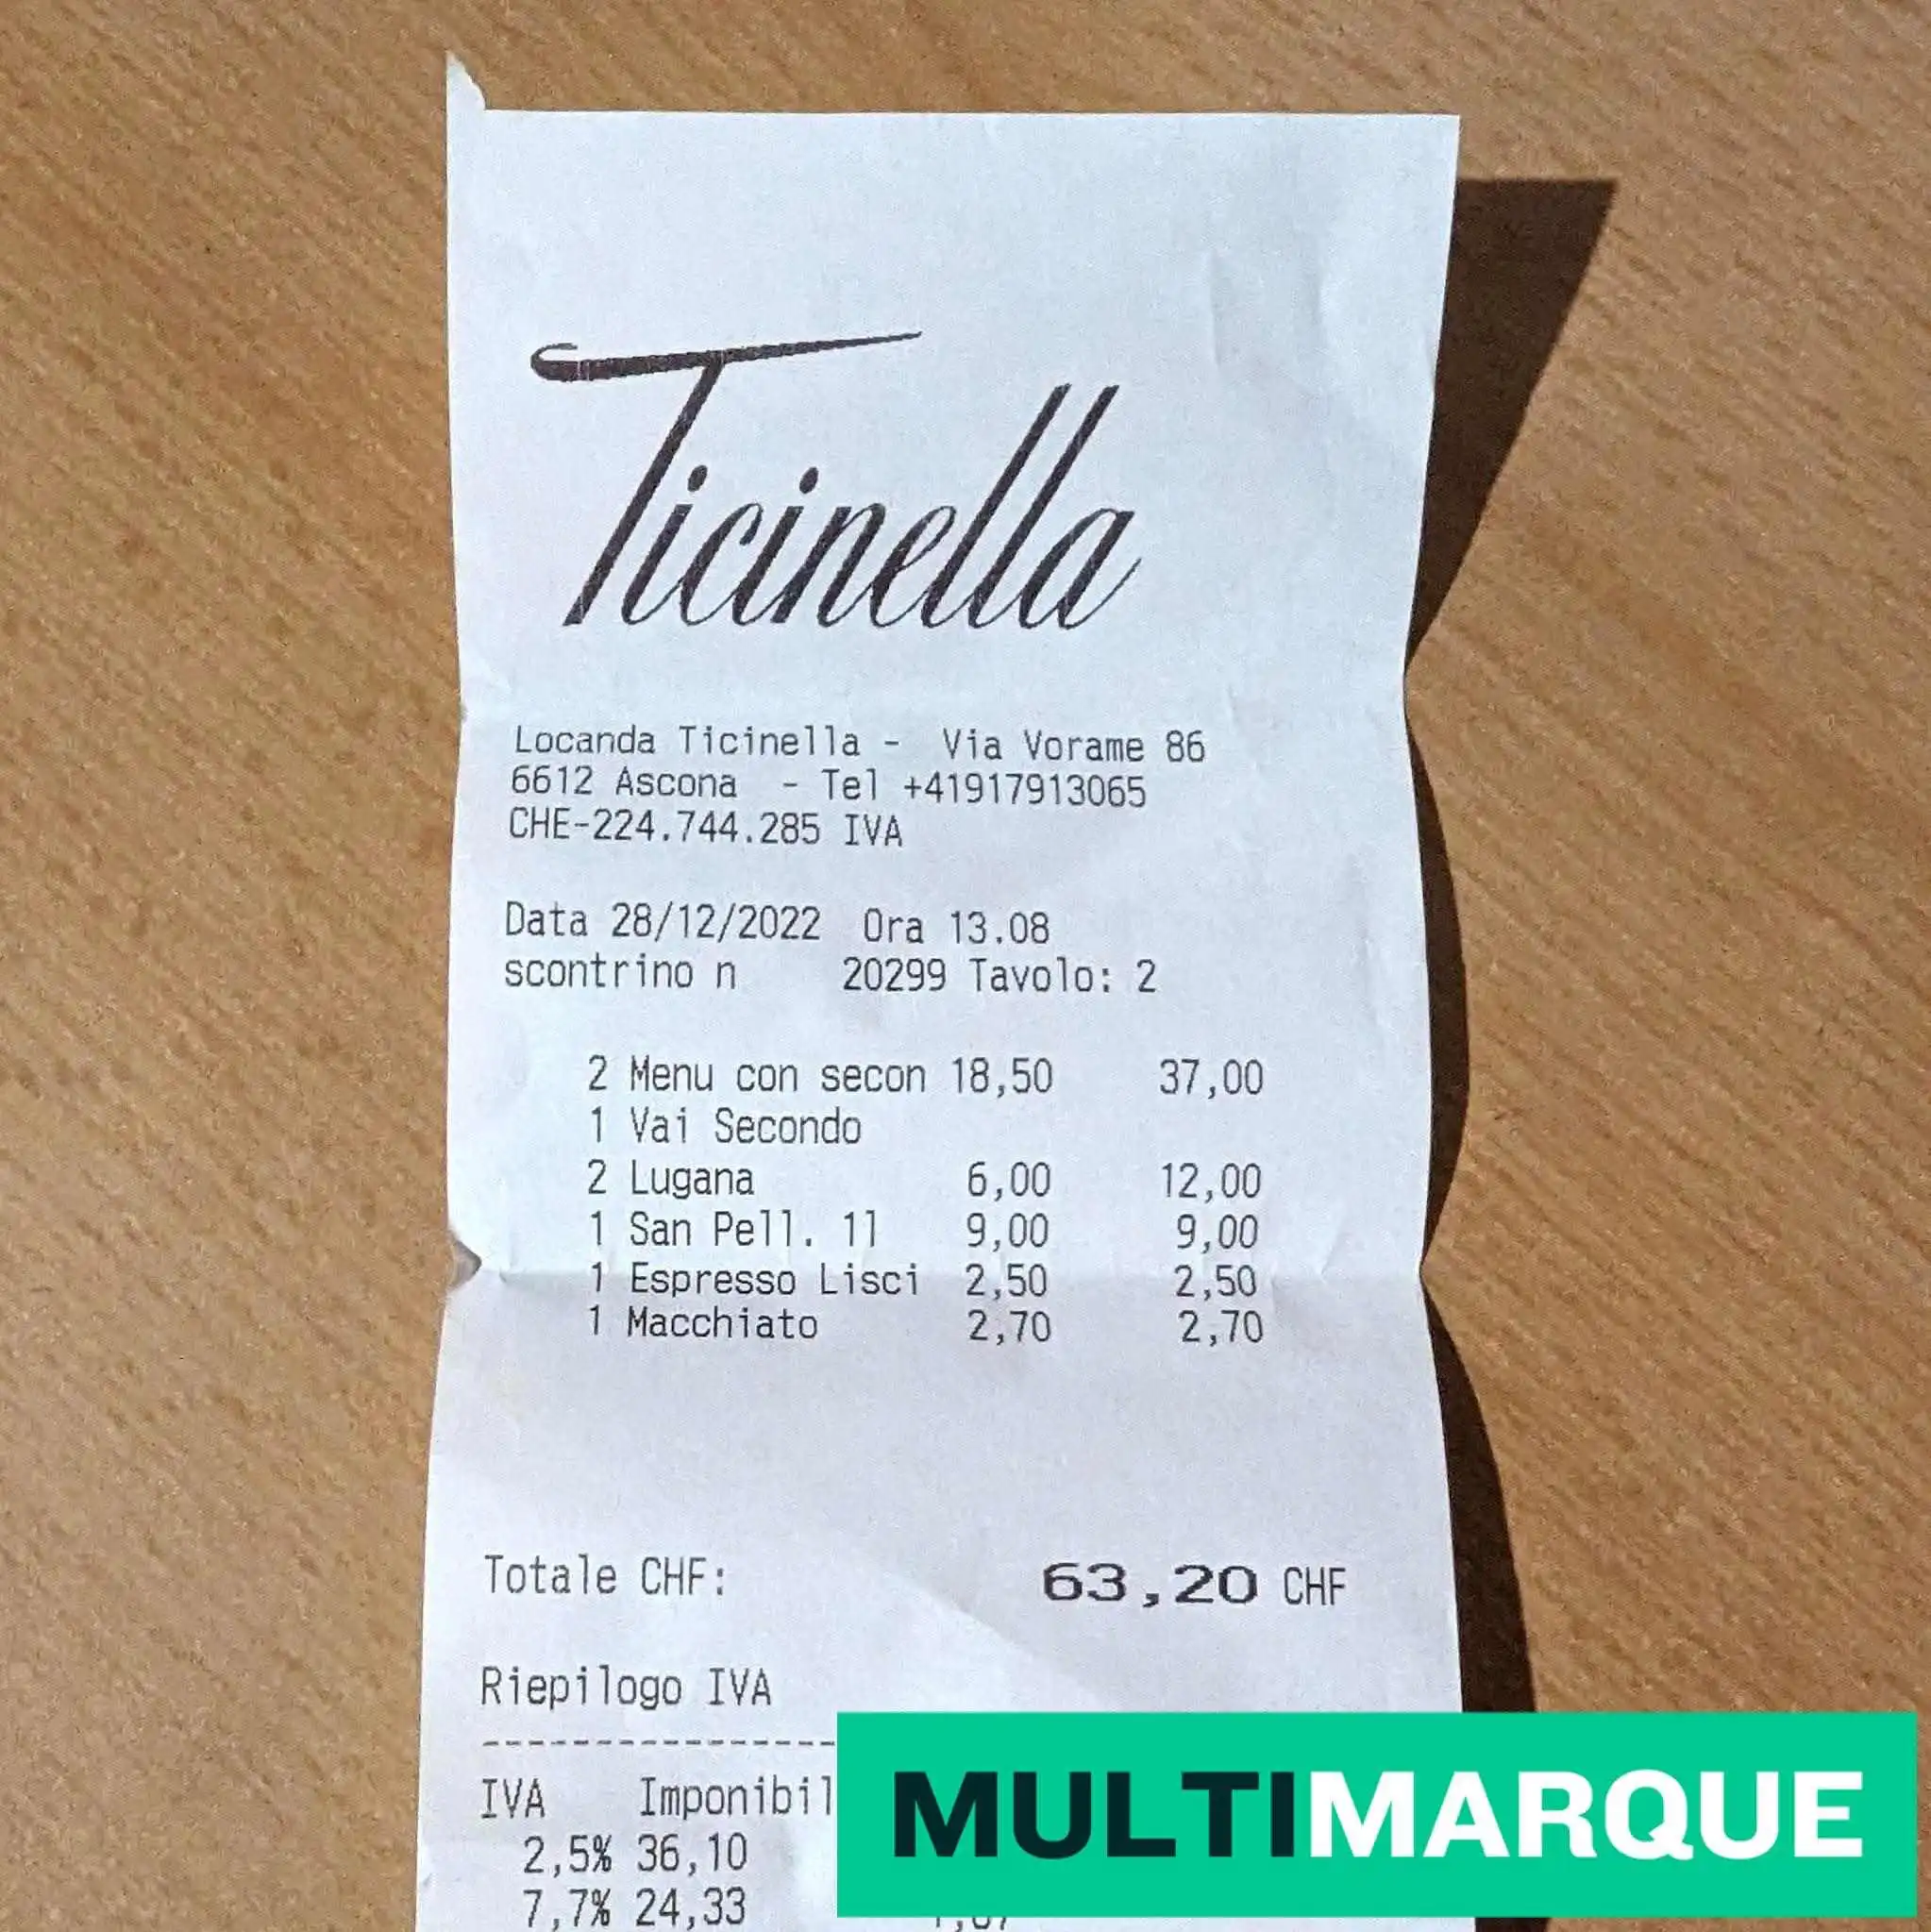 Ticinella
Locanda Ticinella - Via Vorame 86
6612 Ascona - Tel +41917913065
CHE-224.744.285 IVA
Data 28/12/2022 Ora 13.08
scontrino n 20299 Tavolo: 2
2 Menu con secon 18,50 37,00
1 Vai Secondo
2 Lugana 6,00 12,00
1 San Pell. 1l 9,00 9,00
1 Espresso Lisci 2,50 2,50
1 Macchiato 2,70 2,70
Totale CHF: 63,20 CHF
Riepilogo IVA
----------------
IVA Imponibil
2,5% 36,10
7,7% 24,33
MULTIMARQUE